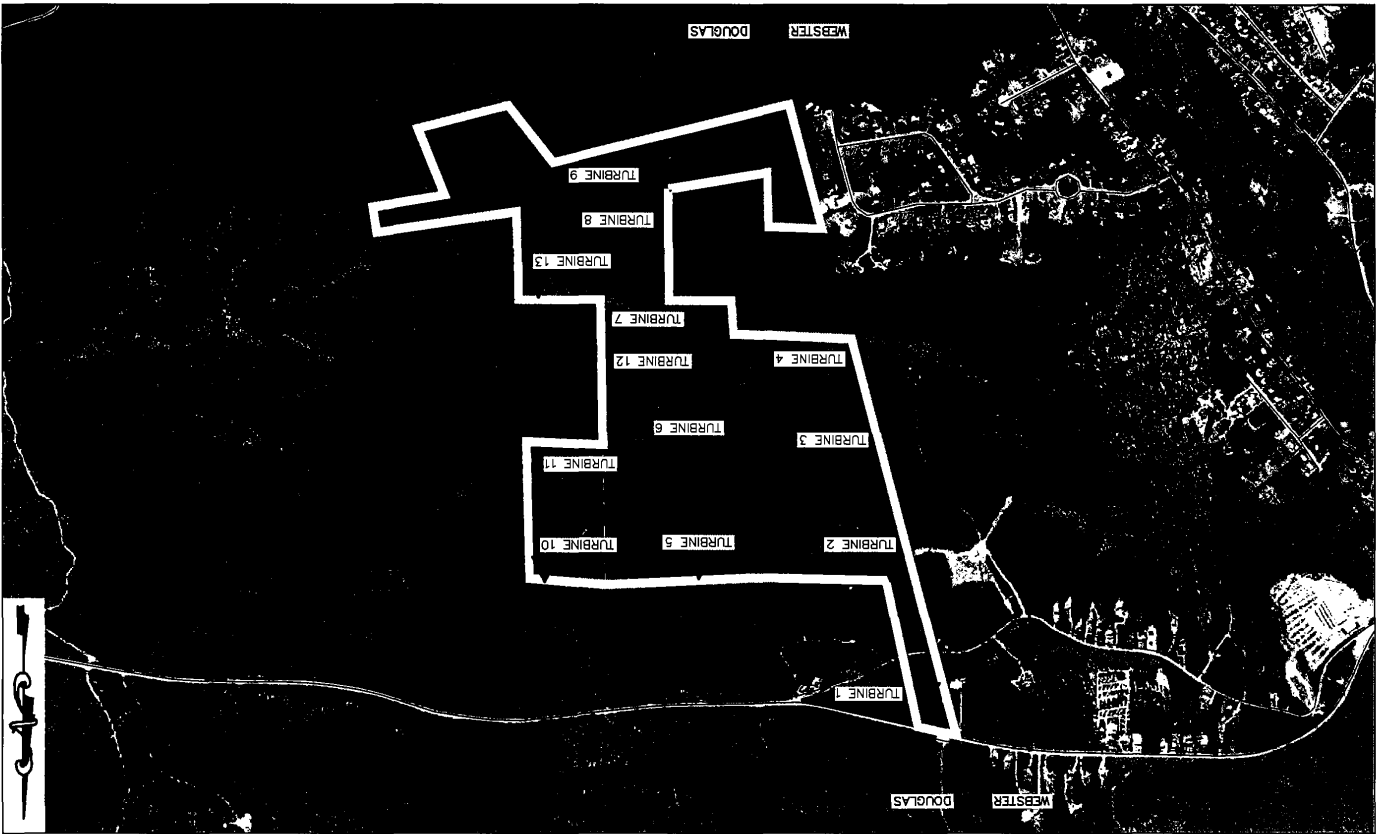 WEBSTER
DOUGLAS
TURBINE 1
TURBINE 2
TURBINE 5
TURBINE 10
TURBINE 11
TURBINE 3
TURBINE 6
TURBINE 4
TURBINE 12
TURBINE 7
TURBINE 13
TURBINE 8
TURBINE 9
WEBSTER
DOUGLAS